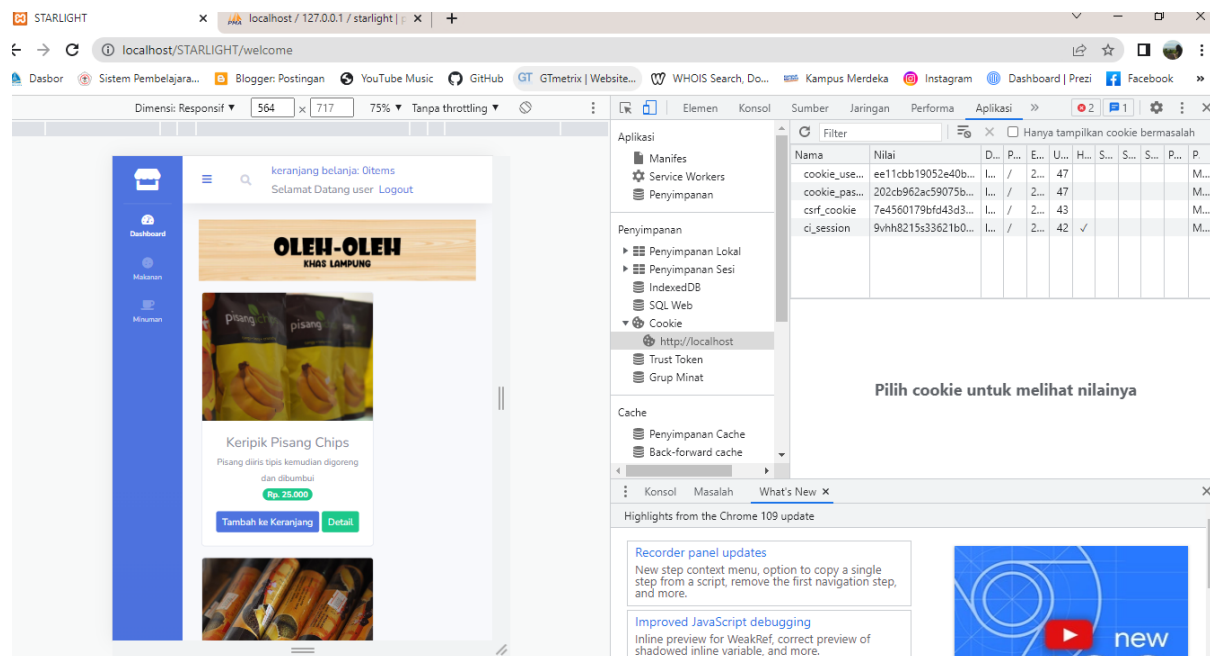 STARLIGHT
localhost / 127.0.0.1 / starlight | p
localhost/STARLIGHT/welcome
Dasbor Sistem Pembelajara... Blogger: Postingan YouTube Music GitHub GTmetrix | Website... WHOIS Search, Do... Kampus Merdeka Instagram Dashboard | Prezi Facebook »
Dimensi: Responsif ▼ 564 × 717 75% ▼ Tanpa throttling ▼
Elemen Konsol Sumber Jaringan Performa Aplikasi » 2 1
keranjang belanja: 0items
Selamat Datang user Logout
Dashboard
Makanan
Minuman
OLEH-OLEH
KHAS LAMPUNG
pisang
pisang
Keripik Pisang Chips
Pisang diiris tipis kemudian digoreng
dan dibumbui
Rp. 25.000
Tambah ke Keranjang Detail
Aplikasi
Manifes
Service Workers
Penyimpanan
Penyimpanan
Penyimpanan Lokal
Penyimpanan Sesi
IndexedDB
SQL Web
Cookie
http://localhost
Trust Token
Grup Minat
Cache
Penyimpanan Cache
Back-forward cache
Filter Hanya tampilkan cookie bermasalah
Nama Nilai D... P... E... U... H... S... S... S... P... P.
cookie_use... ee11cbb19052e40b... l... / 2... 47 M...
cookie_pas... 202cb962ac59075b... l... / 2... 47 M...
csrf_cookie 7e4560179bfd43d3... l... / 2... 43 M...
ci_session 9vhh8215s33621b0... l... / 2... 42 ✓ M...
Pilih cookie untuk melihat nilainya
Konsol Masalah What's New
Highlights from the Chrome 109 update
Recorder panel updates
New step context menu, option to copy a single
step from a script, remove the first navigation step,
and more.
Improved JavaScript debugging
Inline preview for WeakRef, correct preview of
shadowed inline variable, and more.
new